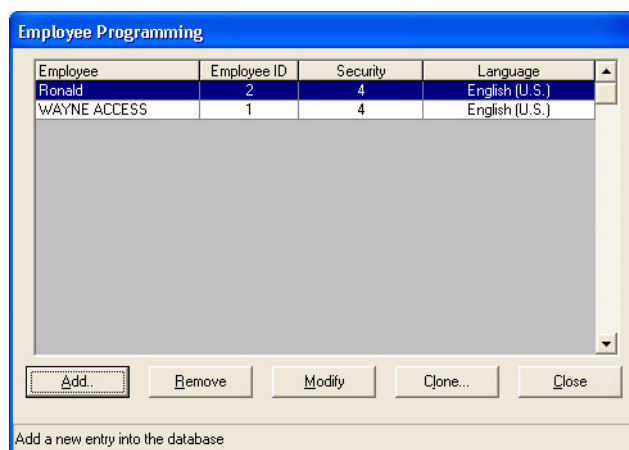 Employee Programming
Employee Employee ID Security Language
Ronald 2 4 English (U.S.)
WAYNE ACCESS 1 4 English (U.S.)
Add.. Remove Modify Clone... Close
Add a new entry into the database